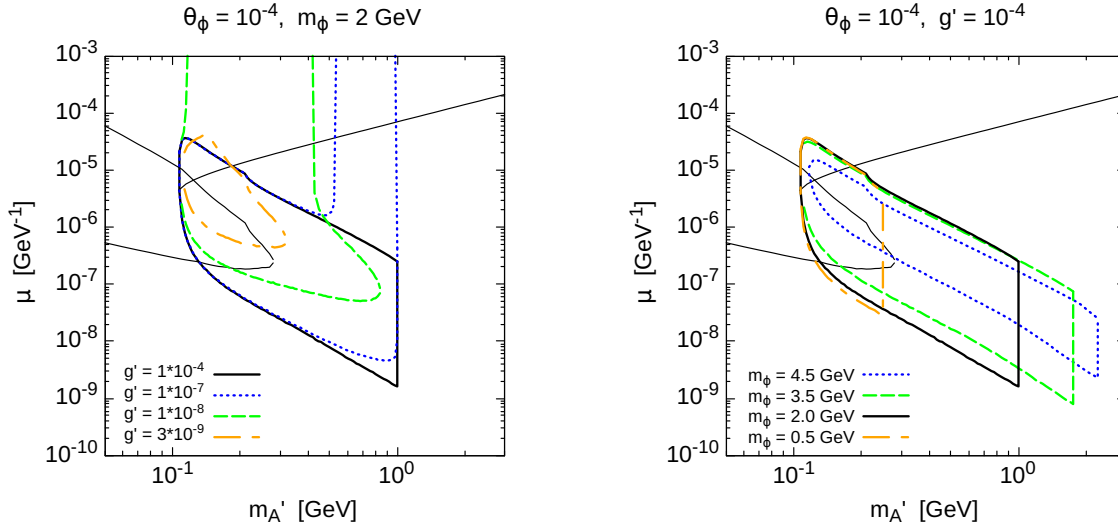 θϕ = 10-4, mϕ = 2 GeV
10-3
10-4
10-5
10-6
10-7
10-8
10-9
10-10
μ [GeV-1]
g' = 1*10-4
g' = 1*10-7
g' = 1*10-8
g' = 3*10-9
10-1 100
mA' [GeV]
θϕ = 10-4, g' = 10-4
10-3
10-4
10-5
10-6
10-7
10-8
10-9
10-10
μ [GeV-1]
mϕ = 4.5 GeV
mϕ = 3.5 GeV
mϕ = 2.0 GeV
mϕ = 0.5 GeV
10-1 100
mA' [GeV]